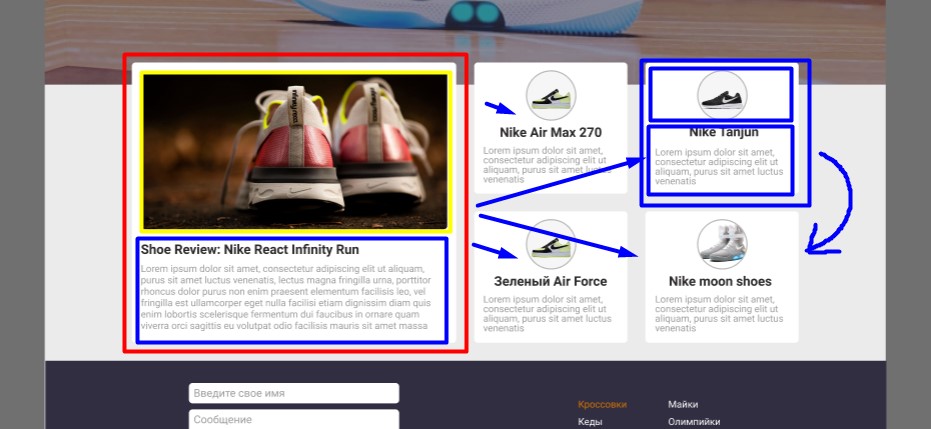 Shoe Review: Nike React Infinity Run
Lorem ipsum dolor sit amet, consectetur adipiscing elit ut aliquam,
purus sit amet luctus venenatis, lectus magna fringilla urna, porttitor
rhoncus dolor purus non enim praesent elementum facilisis leo, vel
fringilla est ullamcorper eget nulla facilisi etiam dignissim diam quis
enim lobortis scelerisque fermentum dui faucibus in ornare quam
viverra orci sagittis eu volutpat odio facilisis mauris sit amet massa
Nike Air Max 270
Lorem ipsum dolor sit amet,
consectetur adipiscing elit ut
aliquam, purus sit amet luctus
venenatis
Nike Tanjun
Lorem ipsum dolor sit amet,
consectetur adipiscing elit ut
aliquam, purus sit amet luctus
venenatis
Зеленый Air Force
Lorem ipsum dolor sit amet,
consectetur adipiscing elit ut
aliquam, purus sit amet luctus
venenatis
Nike moon shoes
Lorem ipsum dolor sit amet,
consectetur adipiscing elit ut
aliquam, purus sit amet luctus
venenatis
Введите свое имя
Сообщение
Кроссовки
Кеды
Майки
Олимпийки